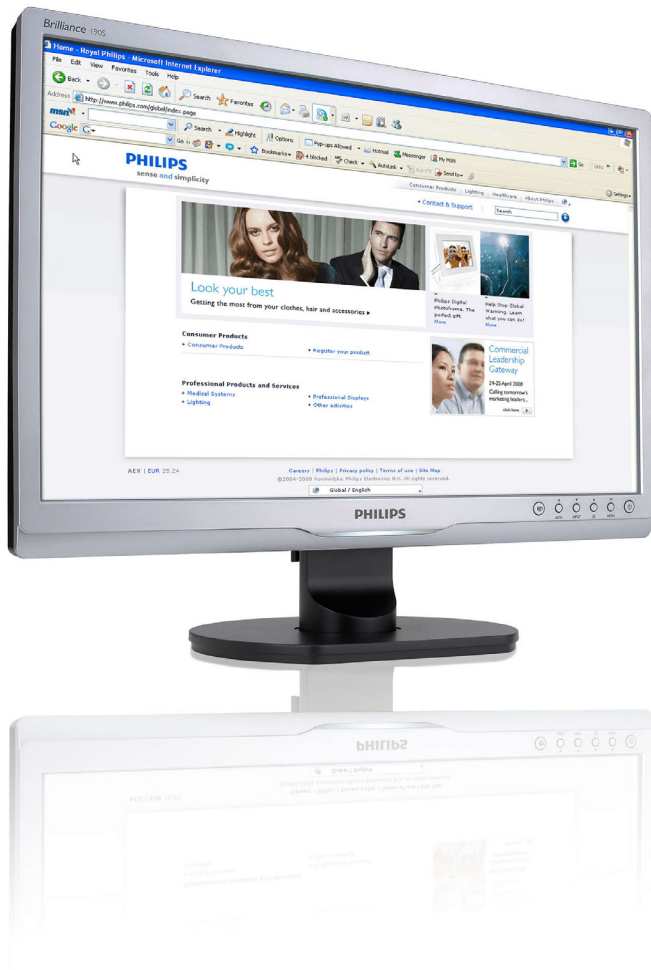 Brilliance 190S
Home - Royal Philips - Microsoft Internet Explorer
File Edit View Favorites Tools Help
Back Search Favorites
Address http://www.philips.com/global/index page Go Links
msn Search Highlight Options Pop-ups Allowed Hotmail Messenger My MSN
Google G Go Bookmarks 4 blocked Check AutoLink AutoFill Send to Settings
PHILIPS
sense and simplicity
Consumer Products Lighting Healthcare About Philips
Contact & Support Search
Look your best
Getting the most from your clothes, hair and accessories
Philips Digital
Photoframe. The
perfect gift.
More
Help Stop Global
Warming. Learn
what you can do!
More
Consumer Products
Consumer Products Register your product
Professional Products and Services
Medical Systems Professional Displays
Lighting Other activities
Commercial
Leadership
Gateway
24-25 April 2008
Calling tomorrow's
marketing leaders...
click here
AEX | EUR 25.24
Careers | Philips | Privacy policy | Terms of use | Site Map
©2004-2008 Koninklijke Philips Electronics N.V. All rights reserved.
Global / English
PHILIPS
AUTO INPUT MENU